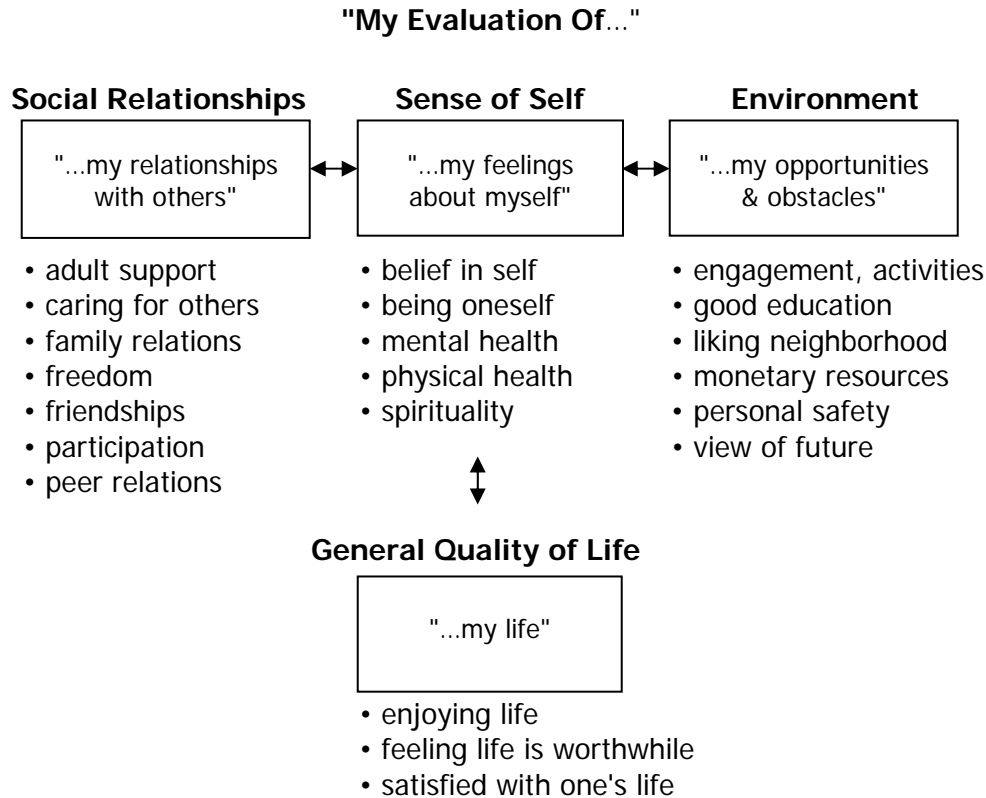 "My Evaluation Of..."
Social Relationships
"...my relationships
with others"
• adult support
• caring for others
• family relations
• freedom
• friendships
• participation
• peer relations
Sense of Self
"...my feelings
about myself"
• belief in self
• being oneself
• mental health
• physical health
• spirituality
Environment
"...my opportunities
& obstacles"
• engagement, activities
• good education
• liking neighborhood
• monetary resources
• personal safety
• view of future
General Quality of Life
"...my life"
• enjoying life
• feeling life is worthwhile
• satisfied with one's life